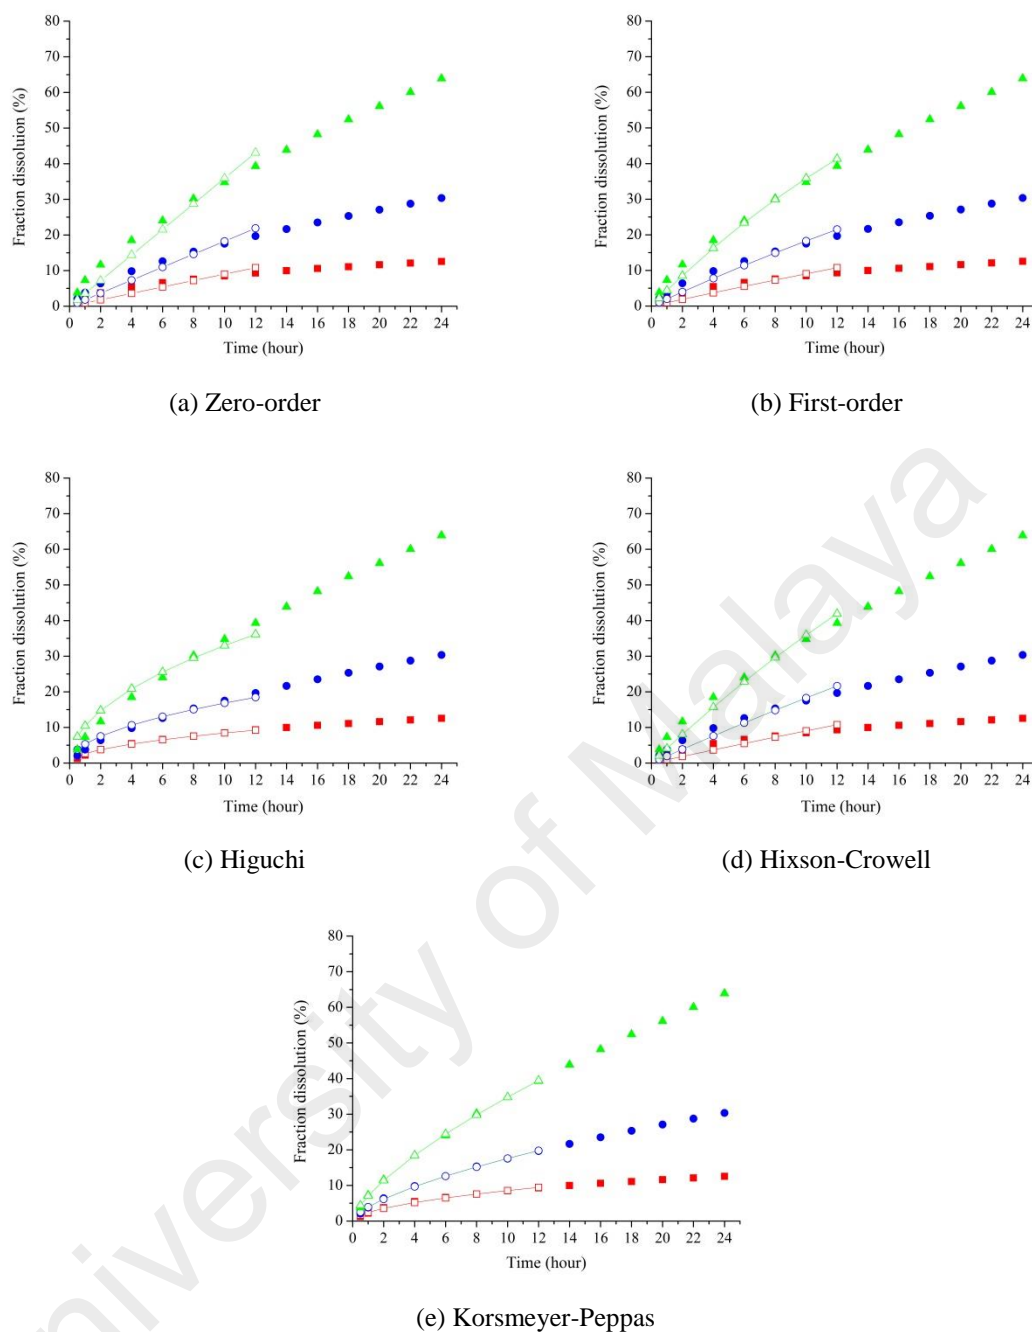 80
70
60
50
40
30
20
10
0
Fraction dissoluion (%)
0 2 4 6 8 10 12 14 16 18 20 22 24
Time (hour)
(a) Zero-order
80
70
60
50
40
30
20
10
0
Fraction dissolution (%)
0 2 4 6 8 10 12 14 16 18 20 22 24
Time (hour)
(b) First-order
80
70
60
50
40
30
20
10
0
Fraction dissolution (%)
0 2 4 6 8 10 12 14 16 18 20 22 24
Time (hour)
(c) Higuchi
80
70
60
50
40
30
20
10
0
Fraction dissolution (%)
0 2 4 6 8 10 12 14 16 18 20 22 24
Time (hour)
(d) Hixson-Crowell
80
70
60
50
40
30
20
10
0
Fraction dissolution (%)
0 2 4 6 8 10 12 14 16 18 20 22 24
Time (hour)
(e) Korsmeyer-Peppas
niversity of Malaya